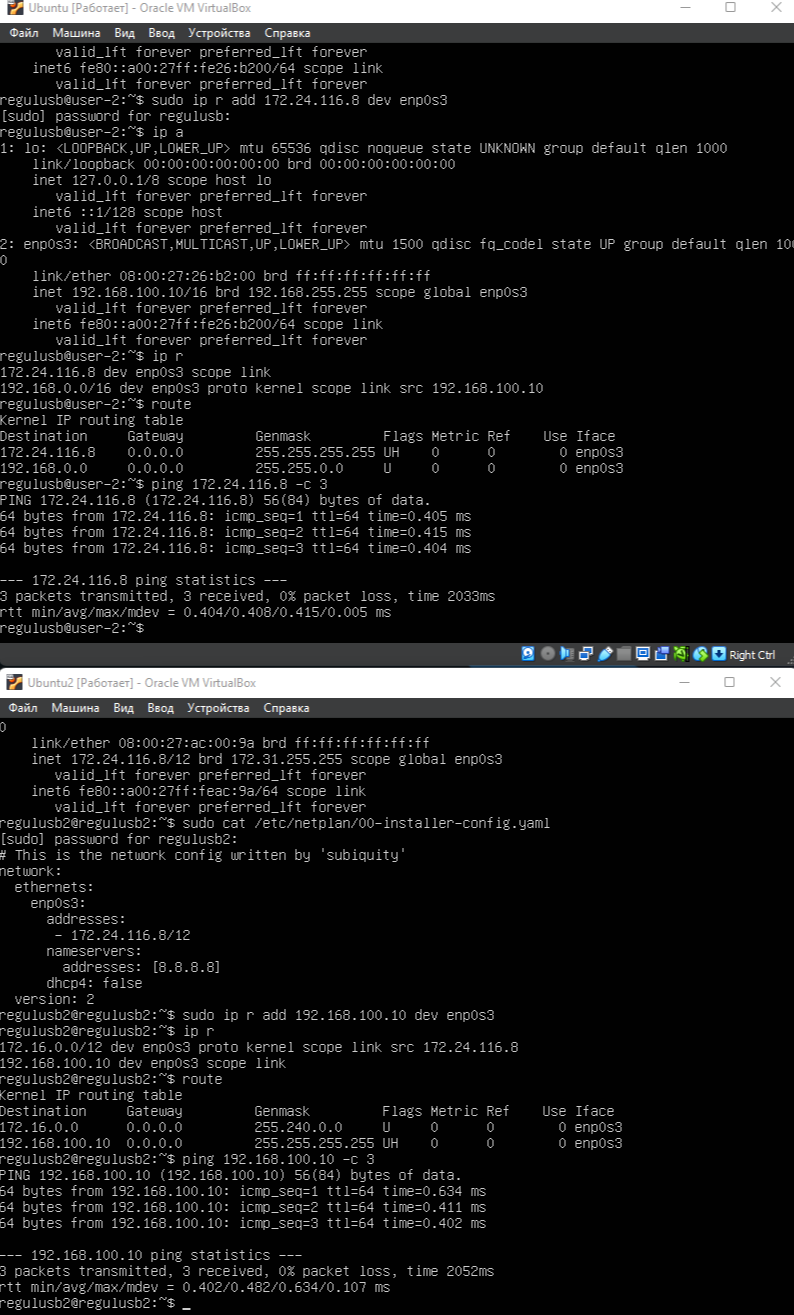 Ubuntu [Работает] - Oracle VM VirtualBox
Файл Машина Вид Ввод Устройства Справка
valid_lft forever preferred_lft forever
inet6 fe80::a00:27ff:fe26:b200/64 scope link
valid_lft forever preferred_lft forever
regulusb@user-2:~$ sudo ip r add 172.24.116.8 dev enp0s3
[sudo] password for regulusb:
regulusb@user-2:~$ ip a
1: lo: <LOOPBACK,UP,LOWER_UP> mtu 65536 qdisc noqueue state UNKNOWN group default qlen 1000
link/loopback 00:00:00:00:00:00 brd 00:00:00:00:00:00
inet 127.0.0.1/8 scope host lo
valid_lft forever preferred_lft forever
inet6 ::1/128 scope host
valid_lft forever preferred_lft forever
2: enp0s3: <BROADCAST,MULTICAST,UP,LOWER_UP> mtu 1500 qdisc fq_codel state UP group default qlen 100
0
link/ether 08:00:27:26:b2:00 brd ff:ff:ff:ff:ff:ff
inet 192.168.100.10/16 brd 192.168.255.255 scope global enp0s3
valid_lft forever preferred_lft forever
inet6 fe80::a00:27ff:fe26:b200/64 scope link
valid_lft forever preferred_lft forever
regulusb@user-2:~$ ip r
172.24.116.8 dev enp0s3 scope link
192.168.0.0/16 dev enp0s3 proto kernel scope link src 192.168.100.10
regulusb@user-2:~$ route
Kernel IP routing table
Destination Gateway Genmask Flags Metric Ref Use Iface
172.24.116.8 0.0.0.0 255.255.255.255 UH 0 0 0 enp0s3
192.168.0.0 0.0.0.0 255.255.0.0 U 0 0 0 enp0s3
regulusb@user-2:~$ ping 172.24.116.8 -c 3
PING 172.24.116.8 (172.24.116.8) 56(84) bytes of data.
64 bytes from 172.24.116.8: icmp_seq=1 ttl=64 time=0.405 ms
64 bytes from 172.24.116.8: icmp_seq=2 ttl=64 time=0.415 ms
64 bytes from 172.24.116.8: icmp_seq=3 ttl=64 time=0.404 ms
--- 172.24.116.8 ping statistics ---
3 packets transmitted, 3 received, 0% packet loss, time 2033ms
rtt min/avg/max/mdev = 0.404/0.408/0.415/0.005 ms
regulusb@user-2:~$
Right Ctrl
Ubuntu2 [Работает] - Oracle VM VirtualBox
Файл Машина Вид Ввод Устройства Справка
0
link/ether 08:00:27:ac:00:9a brd ff:ff:ff:ff:ff:ff
inet 172.24.116.8/12 brd 172.31.255.255 scope global enp0s3
valid_lft forever preferred_lft forever
inet6 fe80::a00:27ff:feac:9a/64 scope link
valid_lft forever preferred_lft forever
regulusb2@regulusb2:~$ sudo cat /etc/netplan/00-installer-config.yaml
[sudo] password for regulusb2:
# This is the network config written by 'subiquity'
network:
ethernets:
enp0s3:
addresses:
- 172.24.116.8/12
nameservers:
addresses: [8.8.8.8]
dhcp4: false
version: 2
regulusb2@regulusb2:~$ sudo ip r add 192.168.100.10 dev enp0s3
regulusb2@regulusb2:~$ ip r
172.16.0.0/12 dev enp0s3 proto kernel scope link src 172.24.116.8
192.168.100.10 dev enp0s3 scope link
regulusb2@regulusb2:~$ route
Kernel IP routing table
Destination Gateway Genmask Flags Metric Ref Use Iface
172.16.0.0 0.0.0.0 255.240.0.0 U 0 0 0 enp0s3
192.168.100.10 0.0.0.0 255.255.255.255 UH 0 0 0 enp0s3
regulusb2@regulusb2:~$ ping 192.168.100.10 -c 3
PING 192.168.100.10 (192.168.100.10) 56(84) bytes of data.
64 bytes from 192.168.100.10: icmp_seq=1 ttl=64 time=0.634 ms
64 bytes from 192.168.100.10: icmp_seq=2 ttl=64 time=0.411 ms
64 bytes from 192.168.100.10: icmp_seq=3 ttl=64 time=0.402 ms
--- 192.168.100.10 ping statistics ---
3 packets transmitted, 3 received, 0% packet loss, time 2052ms
rtt min/avg/max/mdev = 0.402/0.482/0.634/0.107 ms
regulusb2@regulusb2:~$ _